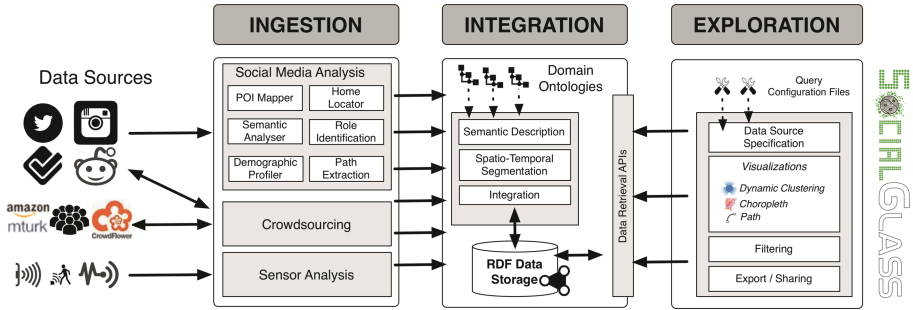 INGESTION
INTEGRATION
EXPLORATION
Data Sources
amazon
mturk
CrowdFlower
Social Media Analysis
POI Mapper
Home
Locator
Semantic
Analyser
Role
Identification
Demographic
Profiler
Path
Extraction
Crowdsourcing
Sensor Analysis
Domain
Ontologies
Semantic Description
Spatio-Temporal
Segmentation
Integration
RDF Data
Storage
Data Retrieval APIs
Query
Configuration Files
Data Source
Specification
Visualizations
Dynamic Clustering
Choropleth
Path
Filtering
Export / Sharing
SOCIAL GLASS